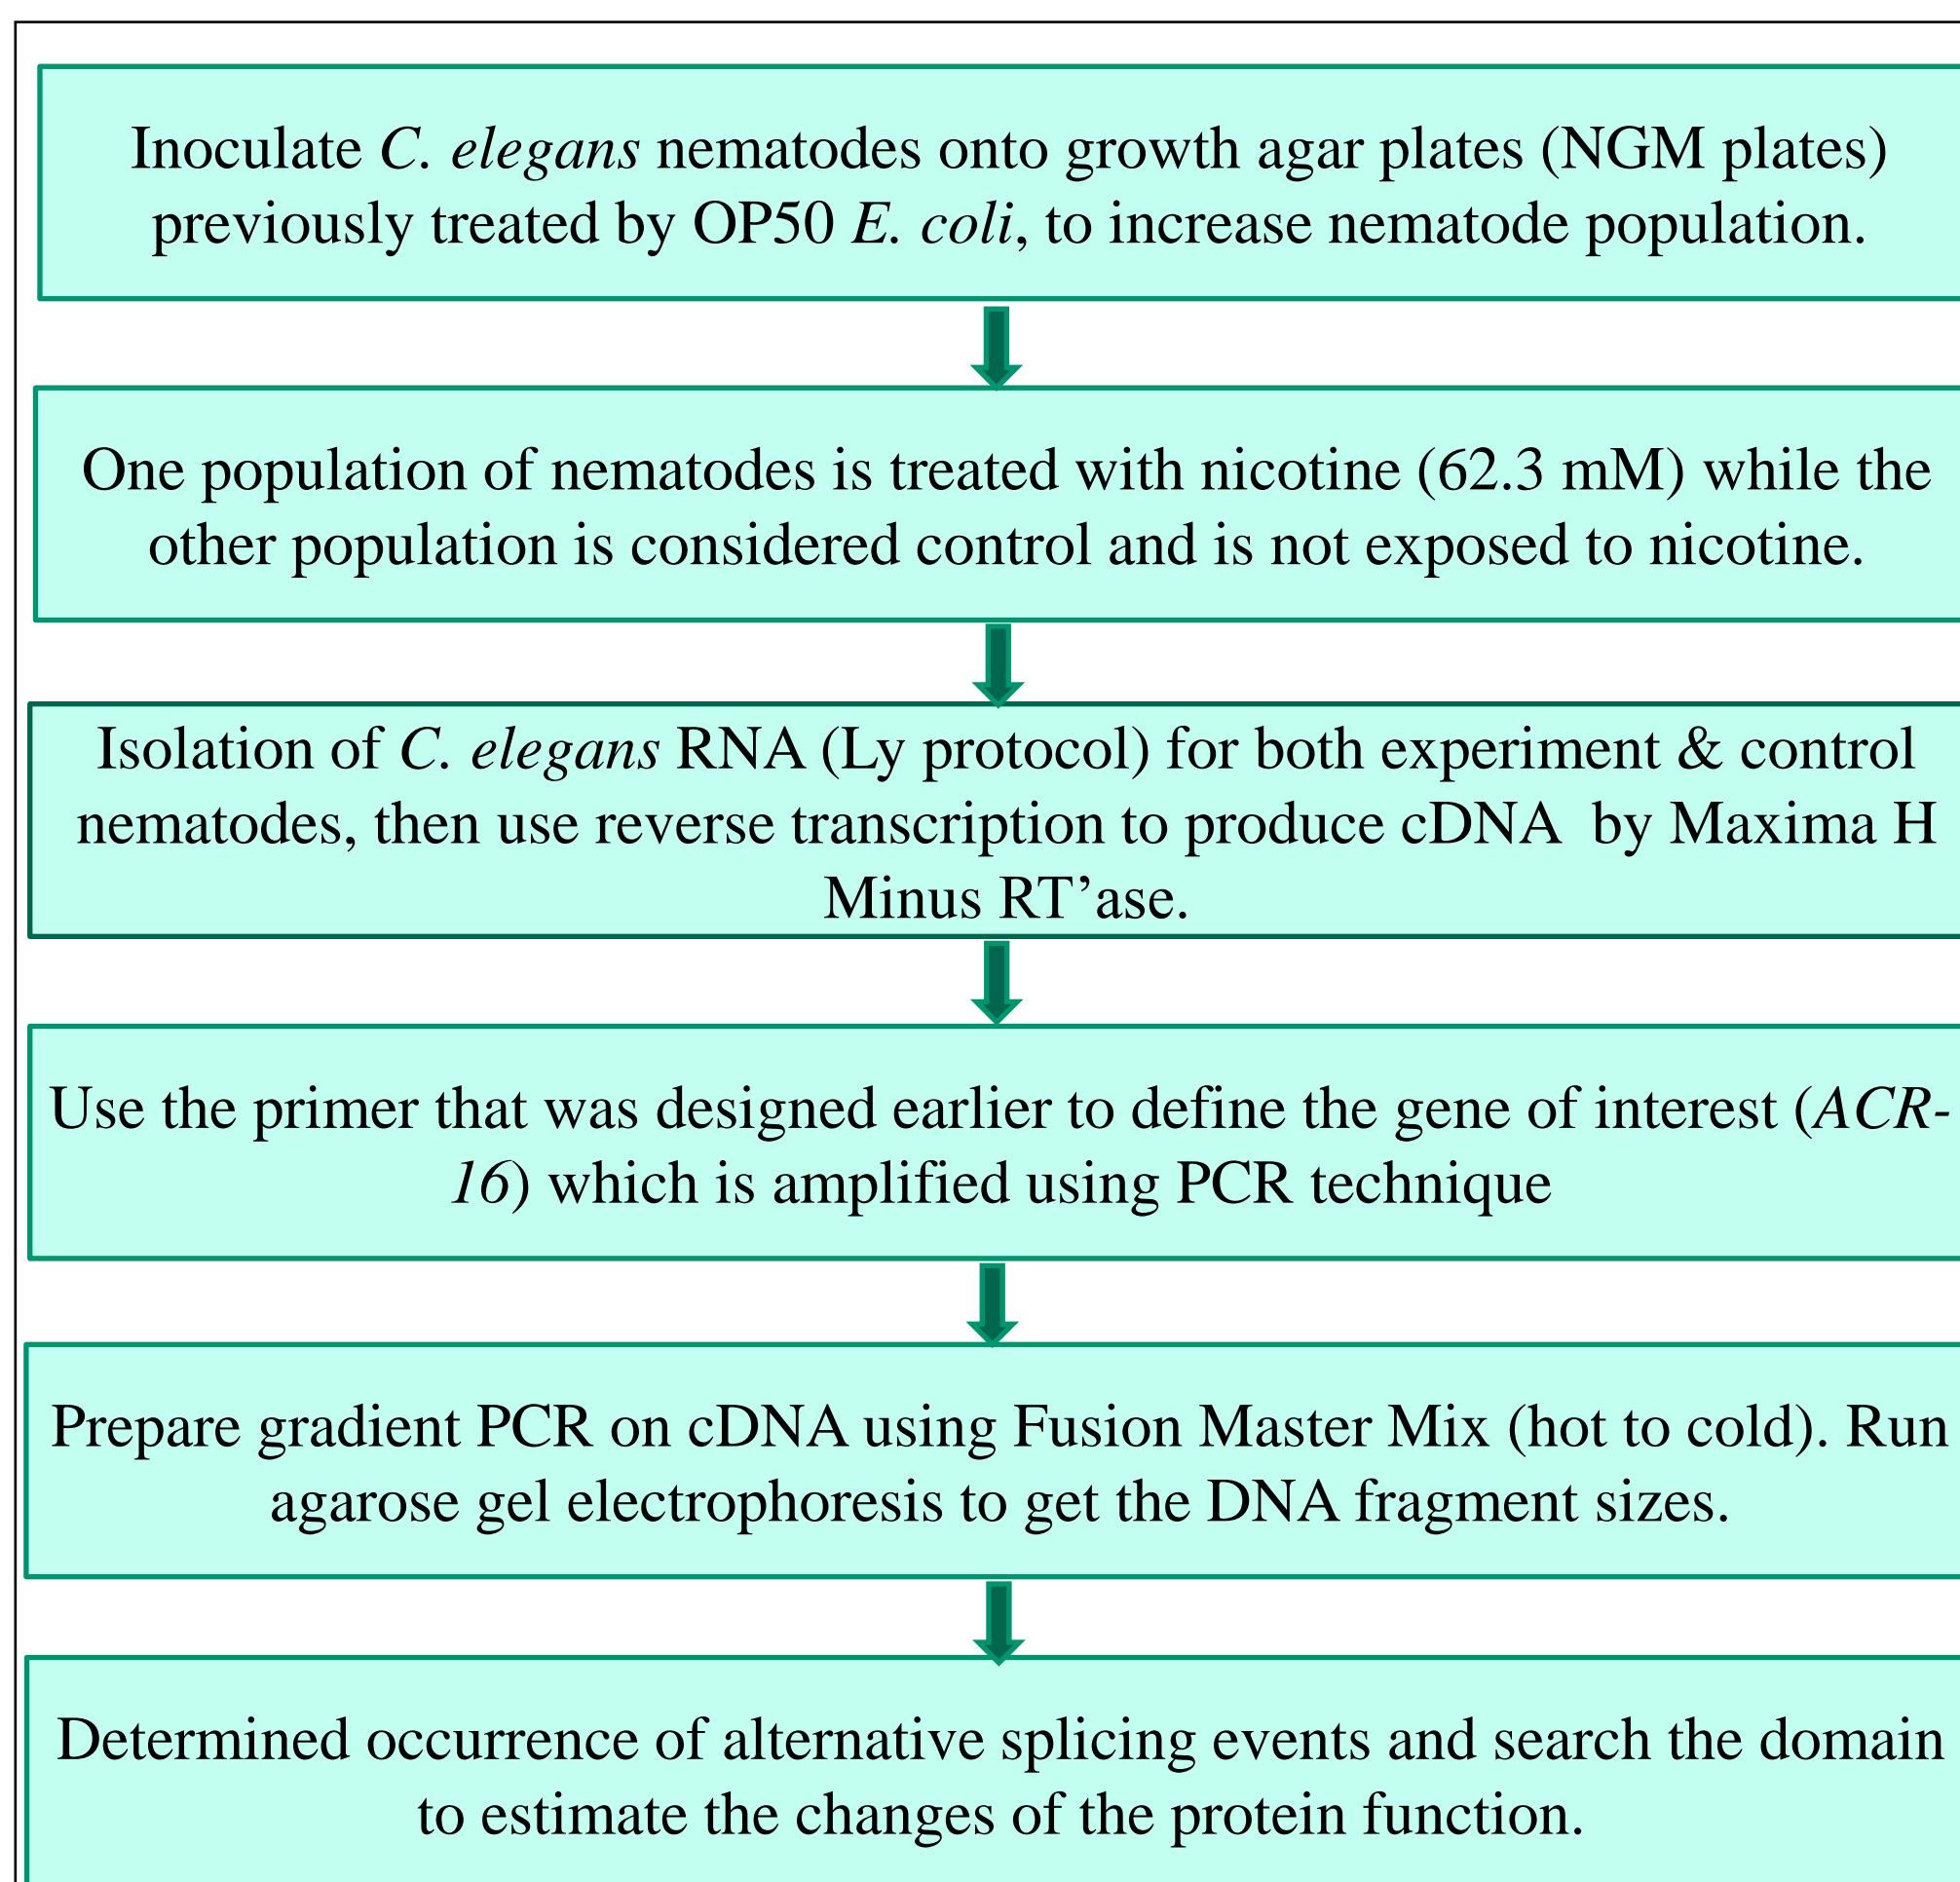 Inoculate C. elegans nematodes onto growth agar plates (NGM plates)
previously treated by OP50 E. coli, to increase nematode population.
One population of nematodes is treated with nicotine (62.3 mM) while the
other population is considered control and is not exposed to nicotine.
Isolation of C. elegans RNA (Ly protocol) for both experiment & control
nematodes, then use reverse transcription to produce cDNA  by Maxima H
Minus RT’ase.
Use the primer that was designed earlier to define the gene of interest (ACR-
16) which is amplified using PCR technique
Prepare gradient PCR on cDNA using Fusion Master Mix (hot to cold). Run
agarose gel electrophoresis to get the DNA fragment sizes.
Determined occurrence of alternative splicing events and search the domain
to estimate the changes of the protein function.